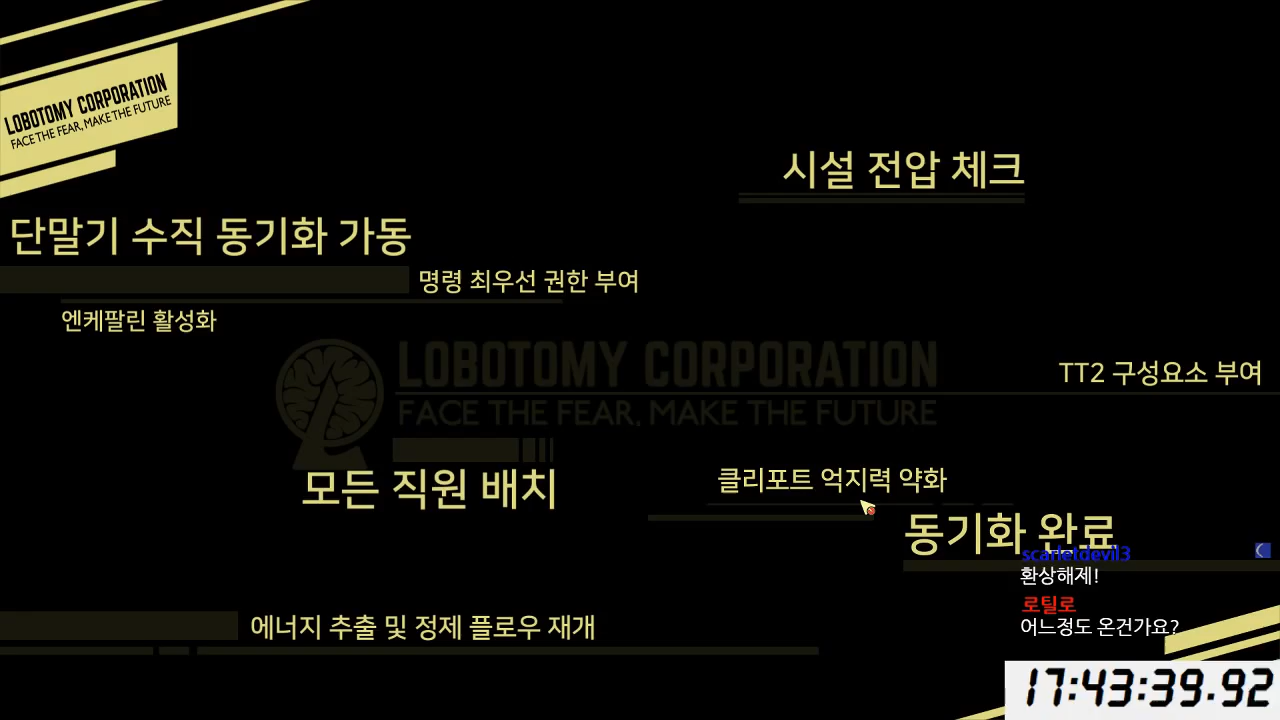 LOBOTOMY CORPORATION
FACE THE FEAR, MAKE THE FUTURE
시설 전압 체크
단말기 수직 동기화 가동
명령 최우선 권한 부여
엔케팔린 활성화
LOBOTOMY CORPORATION
FACE THE FEAR, MAKE THE FUTURE
TT2 구성요소 부여
모든 직원 배치
클리포트 억지력 약화
동기화 완료
scarletdevil3
환상해제!
로틸로
어느정도 온건가요?
에너지 추출 및 정제 플로우 재개
17:43:39.92